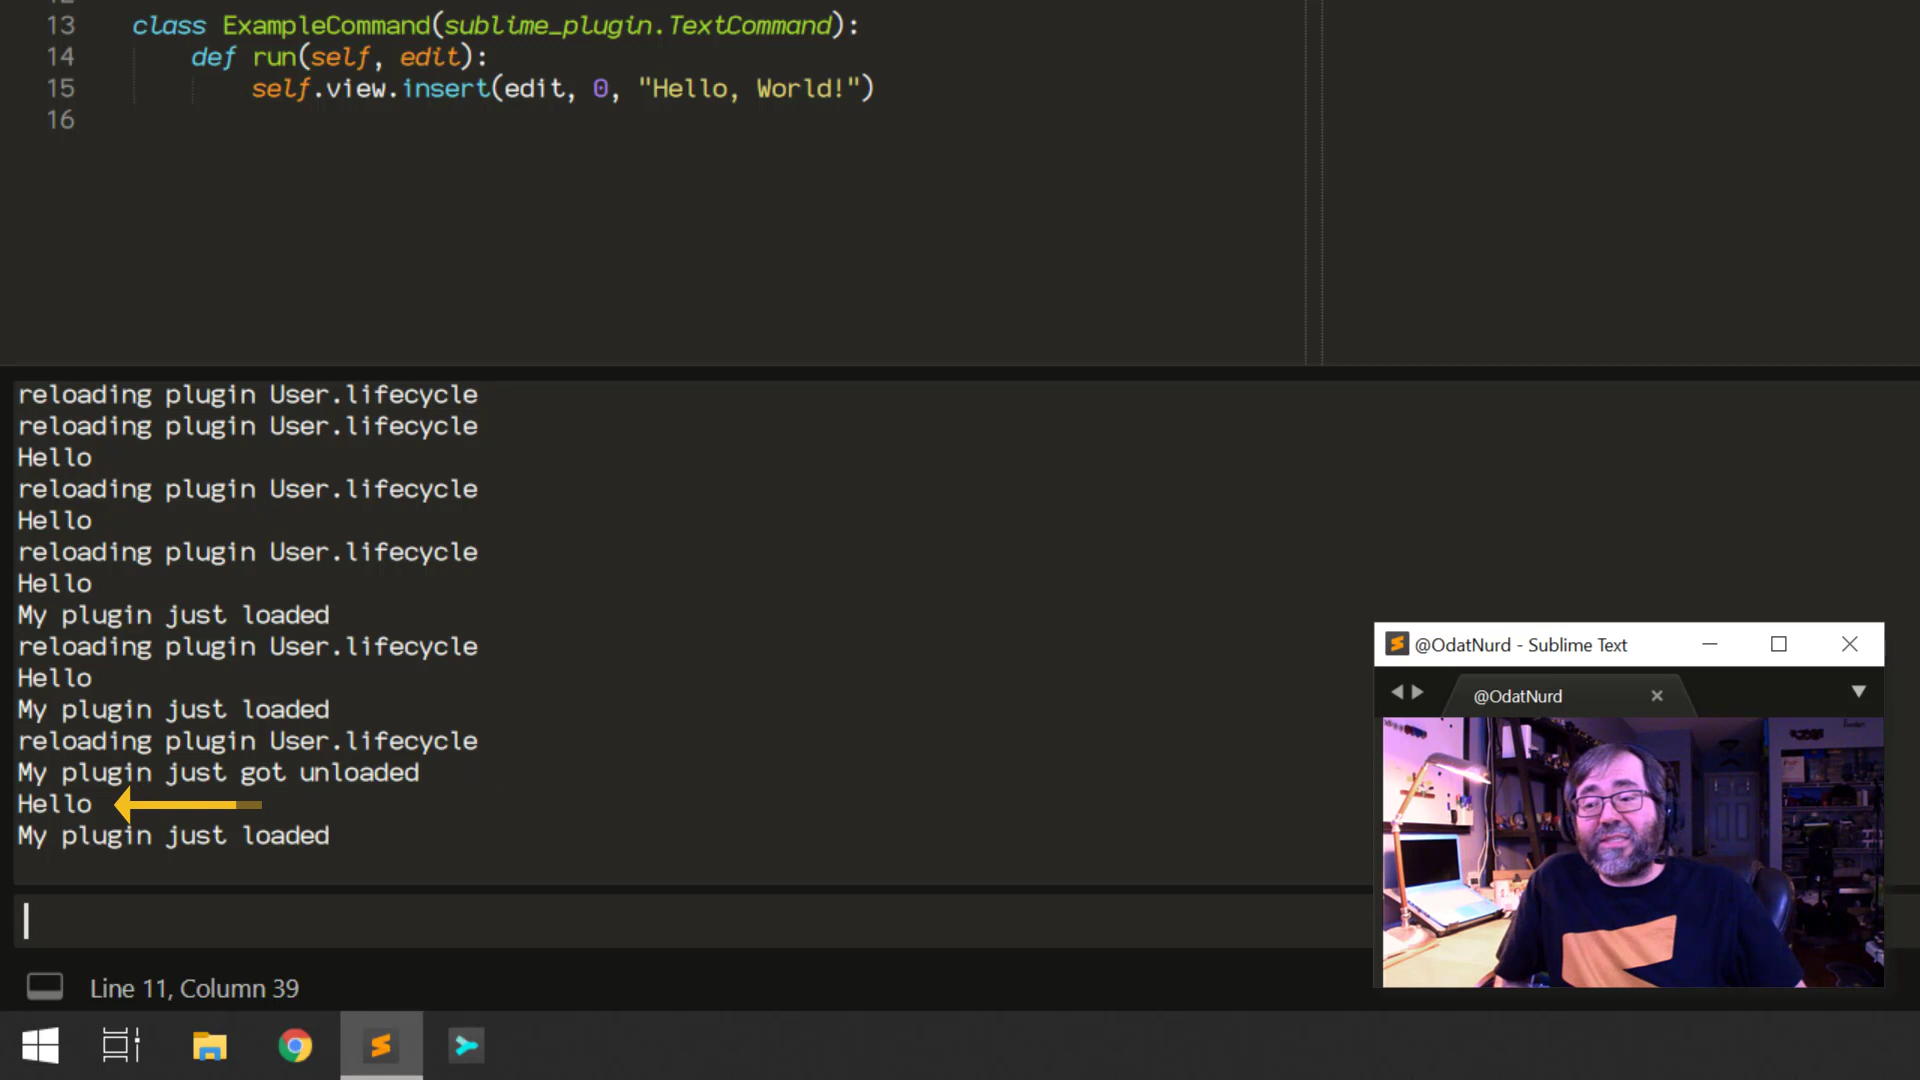 13 class ExampleCommand(sublime_plugin.TextCommand):
14 def run(self, edit):
15 self.view.insert(edit, 0, "Hello, World!")
16
reloading plugin User.lifecycle
reloading plugin User.lifecycle
Hello
reloading plugin User.lifecycle
Hello
reloading plugin User.lifecycle
Hello
My plugin just loaded
reloading plugin User.lifecycle
Hello
My plugin just loaded
reloading plugin User.lifecycle
My plugin just got unloaded
Hello
My plugin just loaded
@OdatNurd - Sublime Text
@OdatNurd
Line 11, Column 39